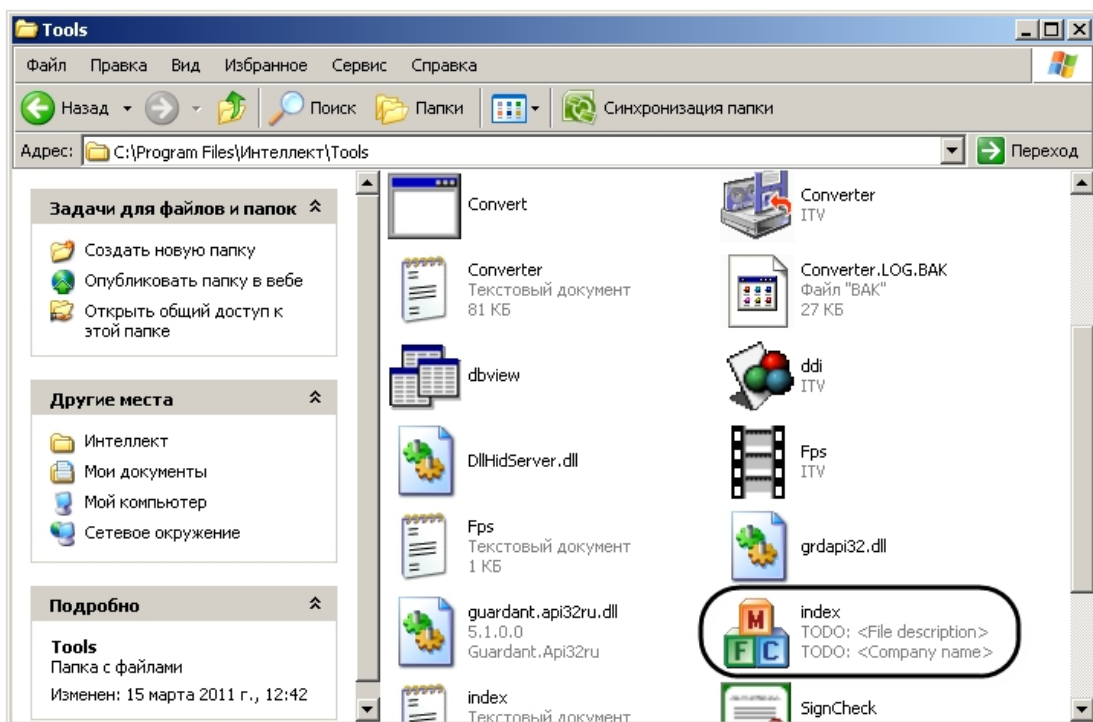 Tools
Файл Правка Вид Избранное Сервис Справка
Назад Поиск Папки Синхронизация папки
Адрес: C:\Program Files\Интеллект\Tools Переход
Задачи для файлов и папок
Создать новую папку
Опубликовать папку в вебе
Открыть общий доступ к
этой папке
Другие места
Интеллект
Мои документы
Мой компьютер
Сетевое окружение
Подробно
Tools
Папка с файлами
Изменен: 15 марта 2011 г., 12:42
Convert
Converter
ITV
Converter
Текстовый документ
81 КБ
Converter.LOG.BAK
Файл "BAK"
27 КБ
dbview
ddi
ITV
DllHidServer.dll
Fps
ITV
Fps
Текстовый документ
1 КБ
grdapi32.dll
guardant.api32ru.dll
5.1.0.0
Guardant.Api32ru
M
F C
index
TODO: <File description>
TODO: <Company name>
index
Текстовый документ
SignCheck